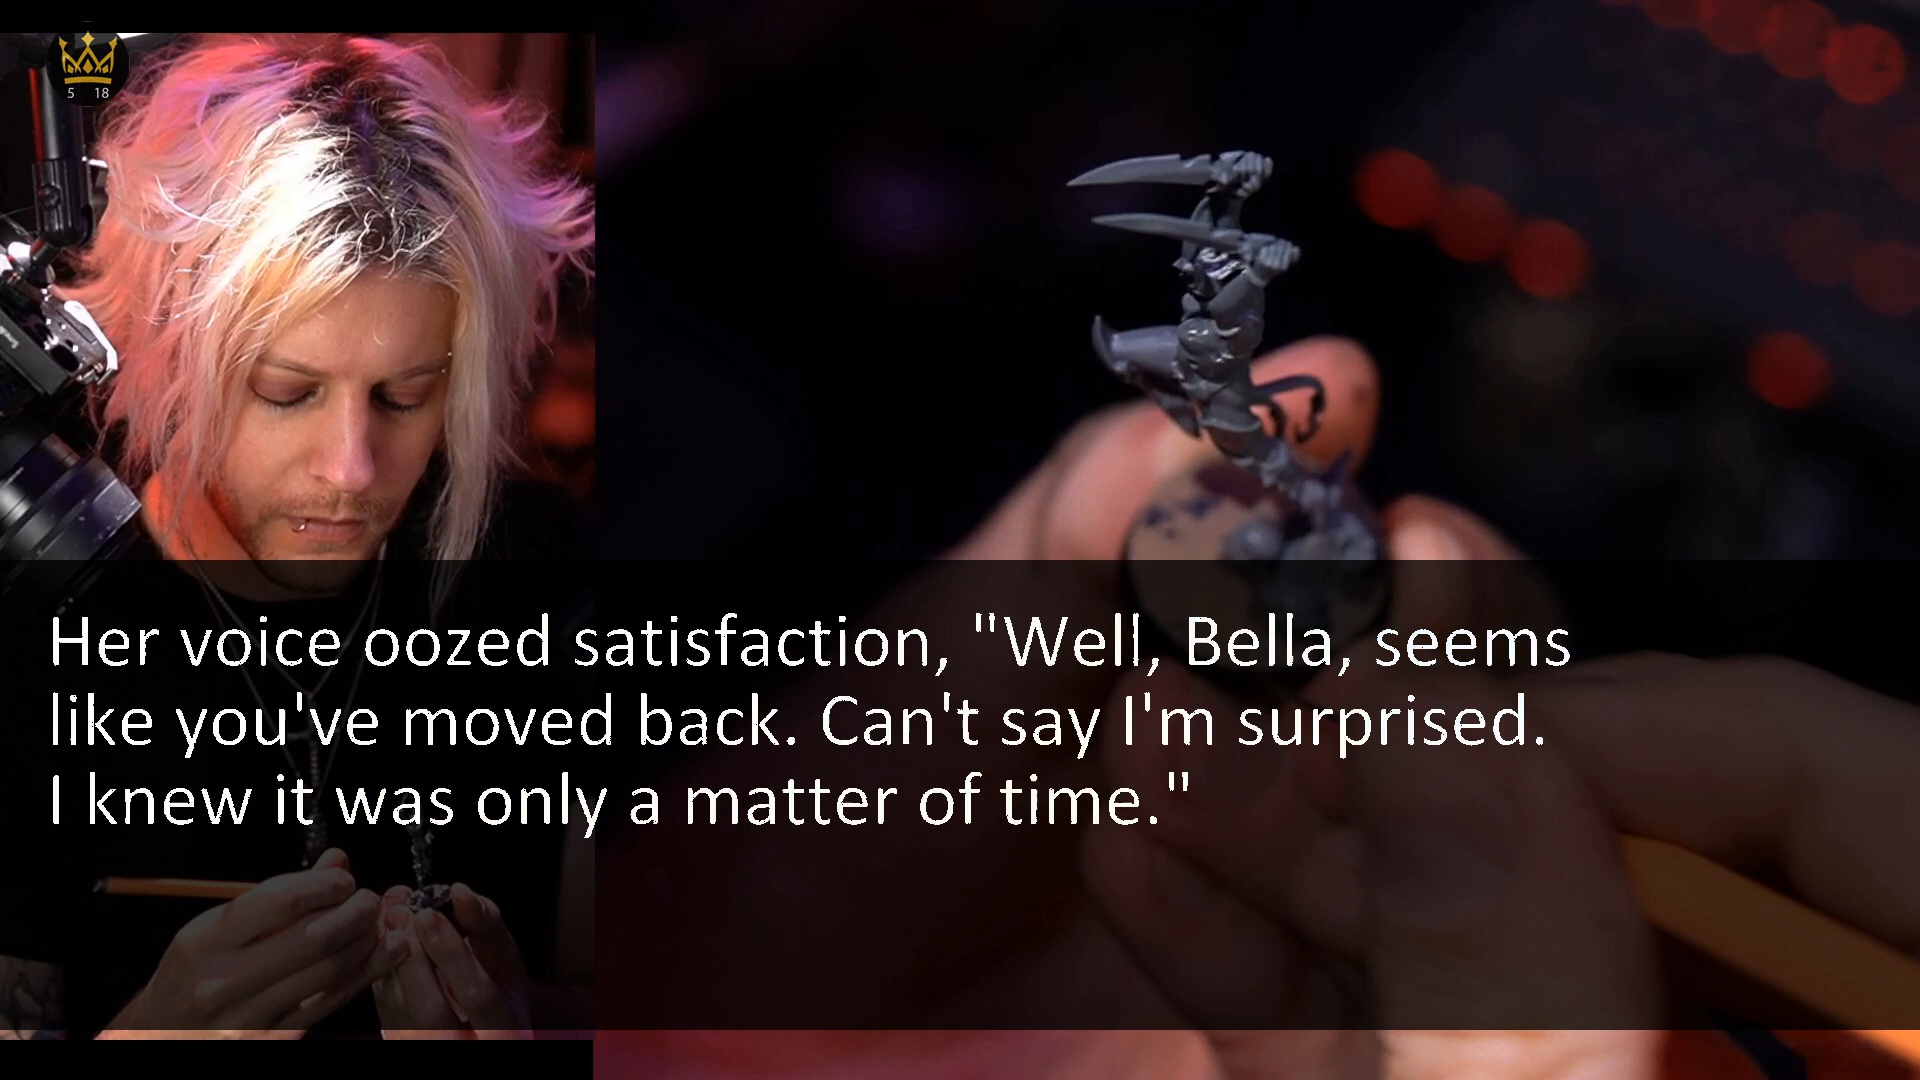 5 18
Her voice oozed satisfaction, "Well, Bella, seems
like you've moved back. Can't say I'm surprised.
I knew it was only a matter of time."